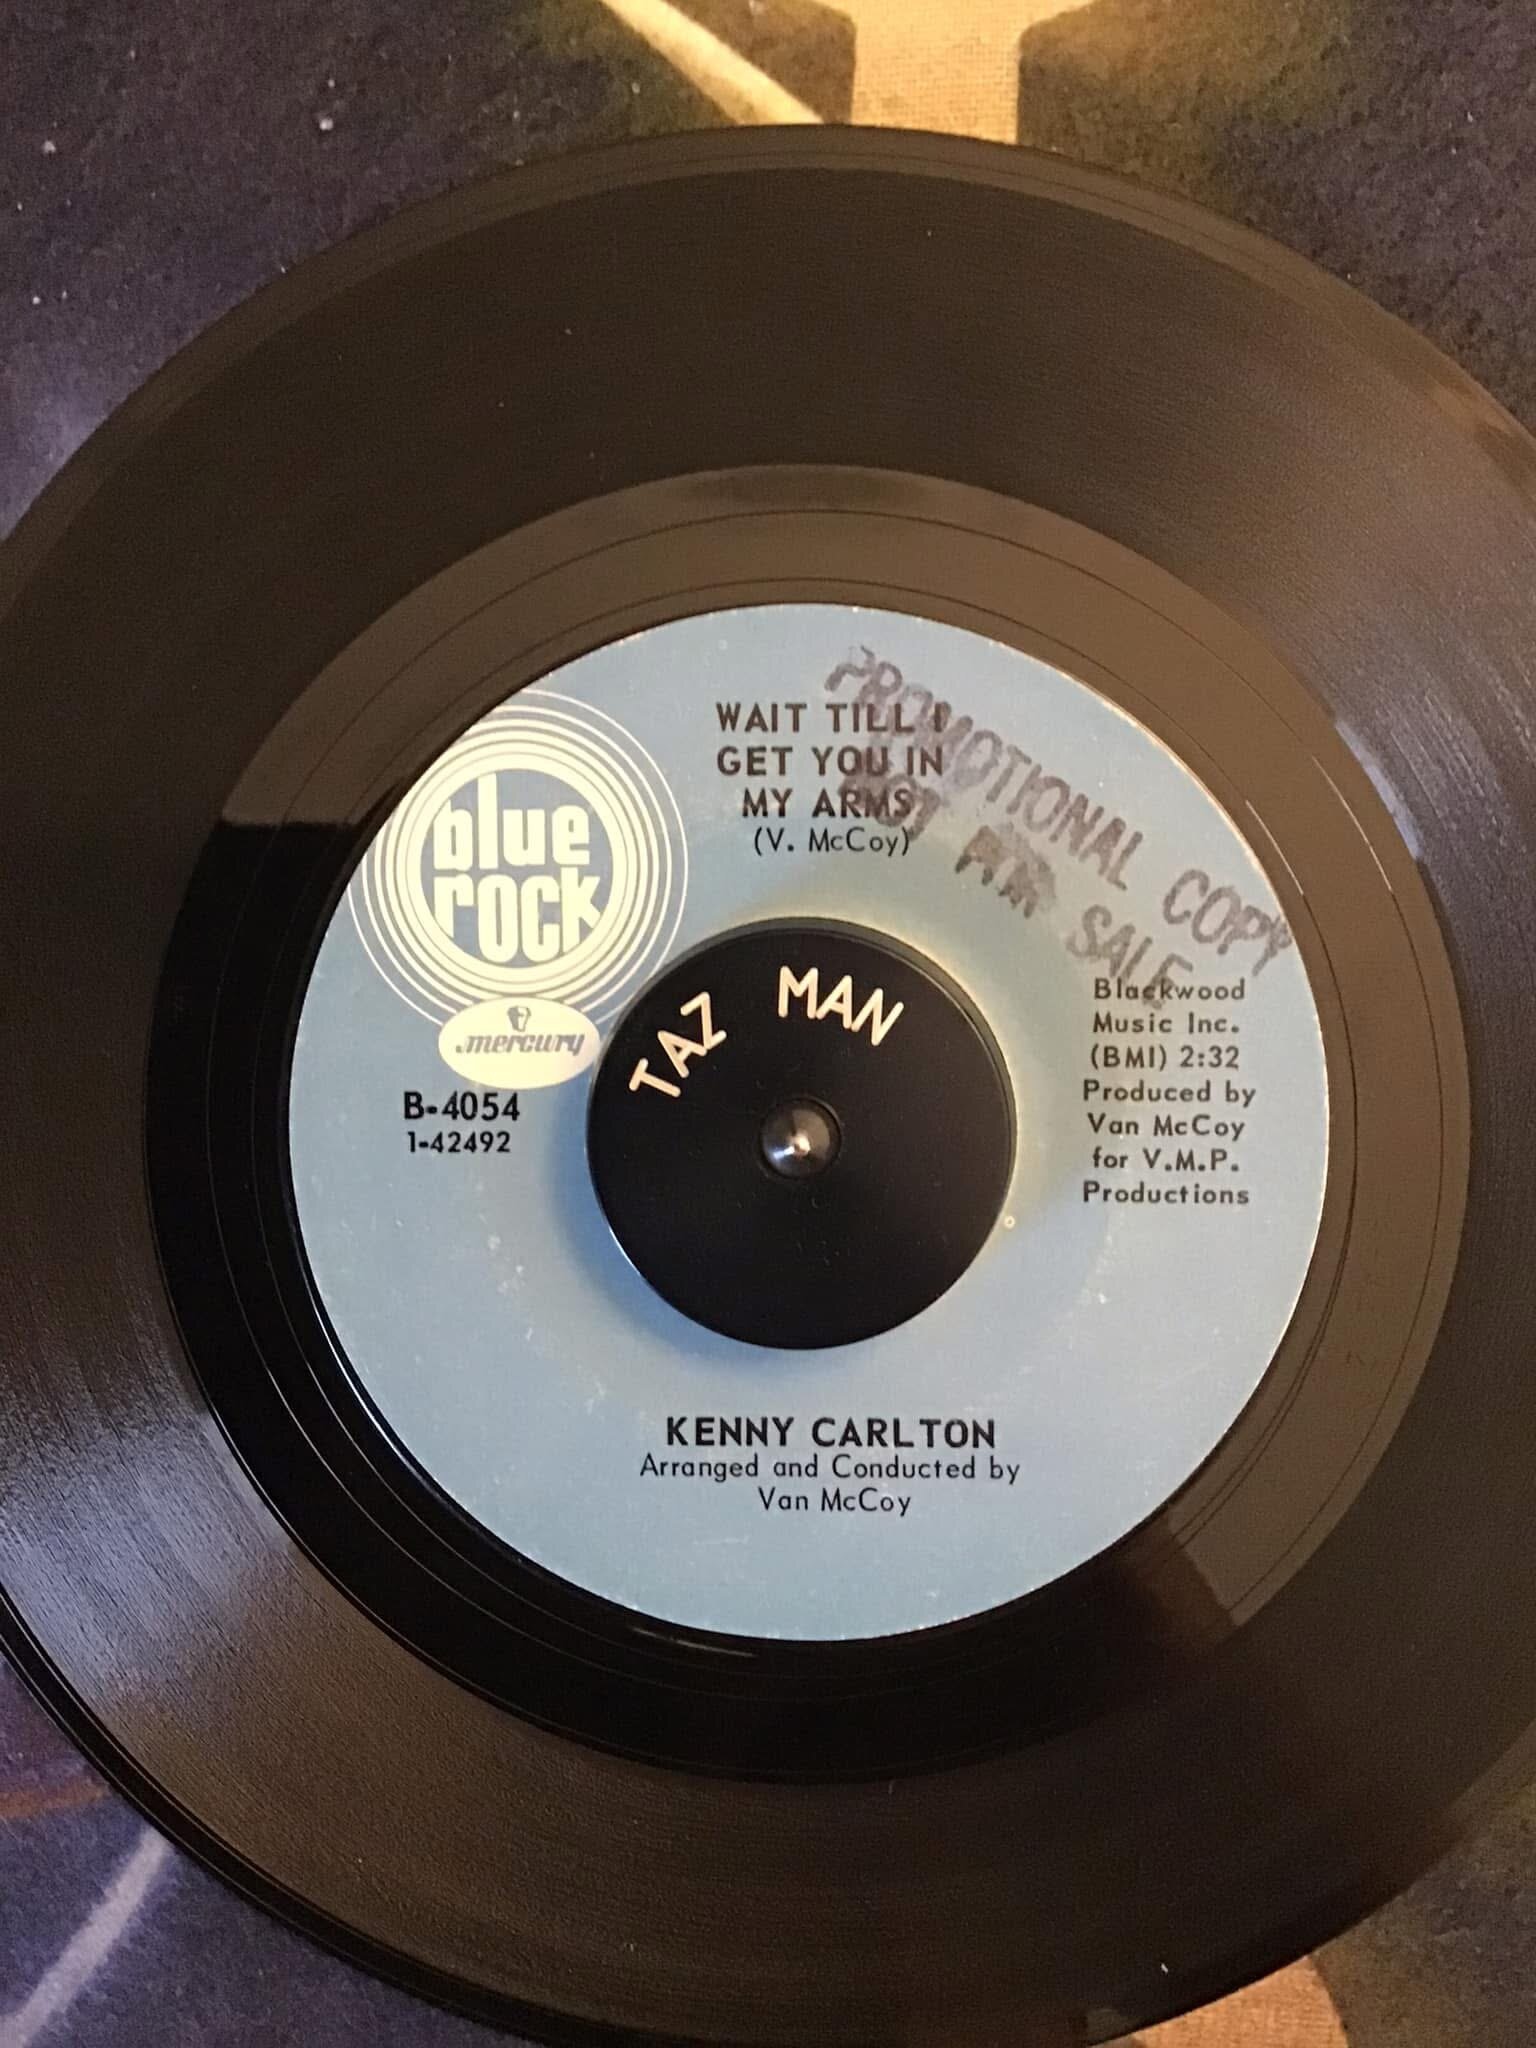 WAIT TILL I
GET YOU IN
MY ARMS
(V. McCoy)
PROMOTIONAL COPY
NOT FOR SALE
blue
rock
mercury
B-4054
1-42492
TAZ MAN
Blackwood
Music Inc.
(BMI) 2:32
Produced by
Van McCoy
for V.M.P.
Productions
KENNY CARLTON
Arranged and Conducted by
Van McCoy